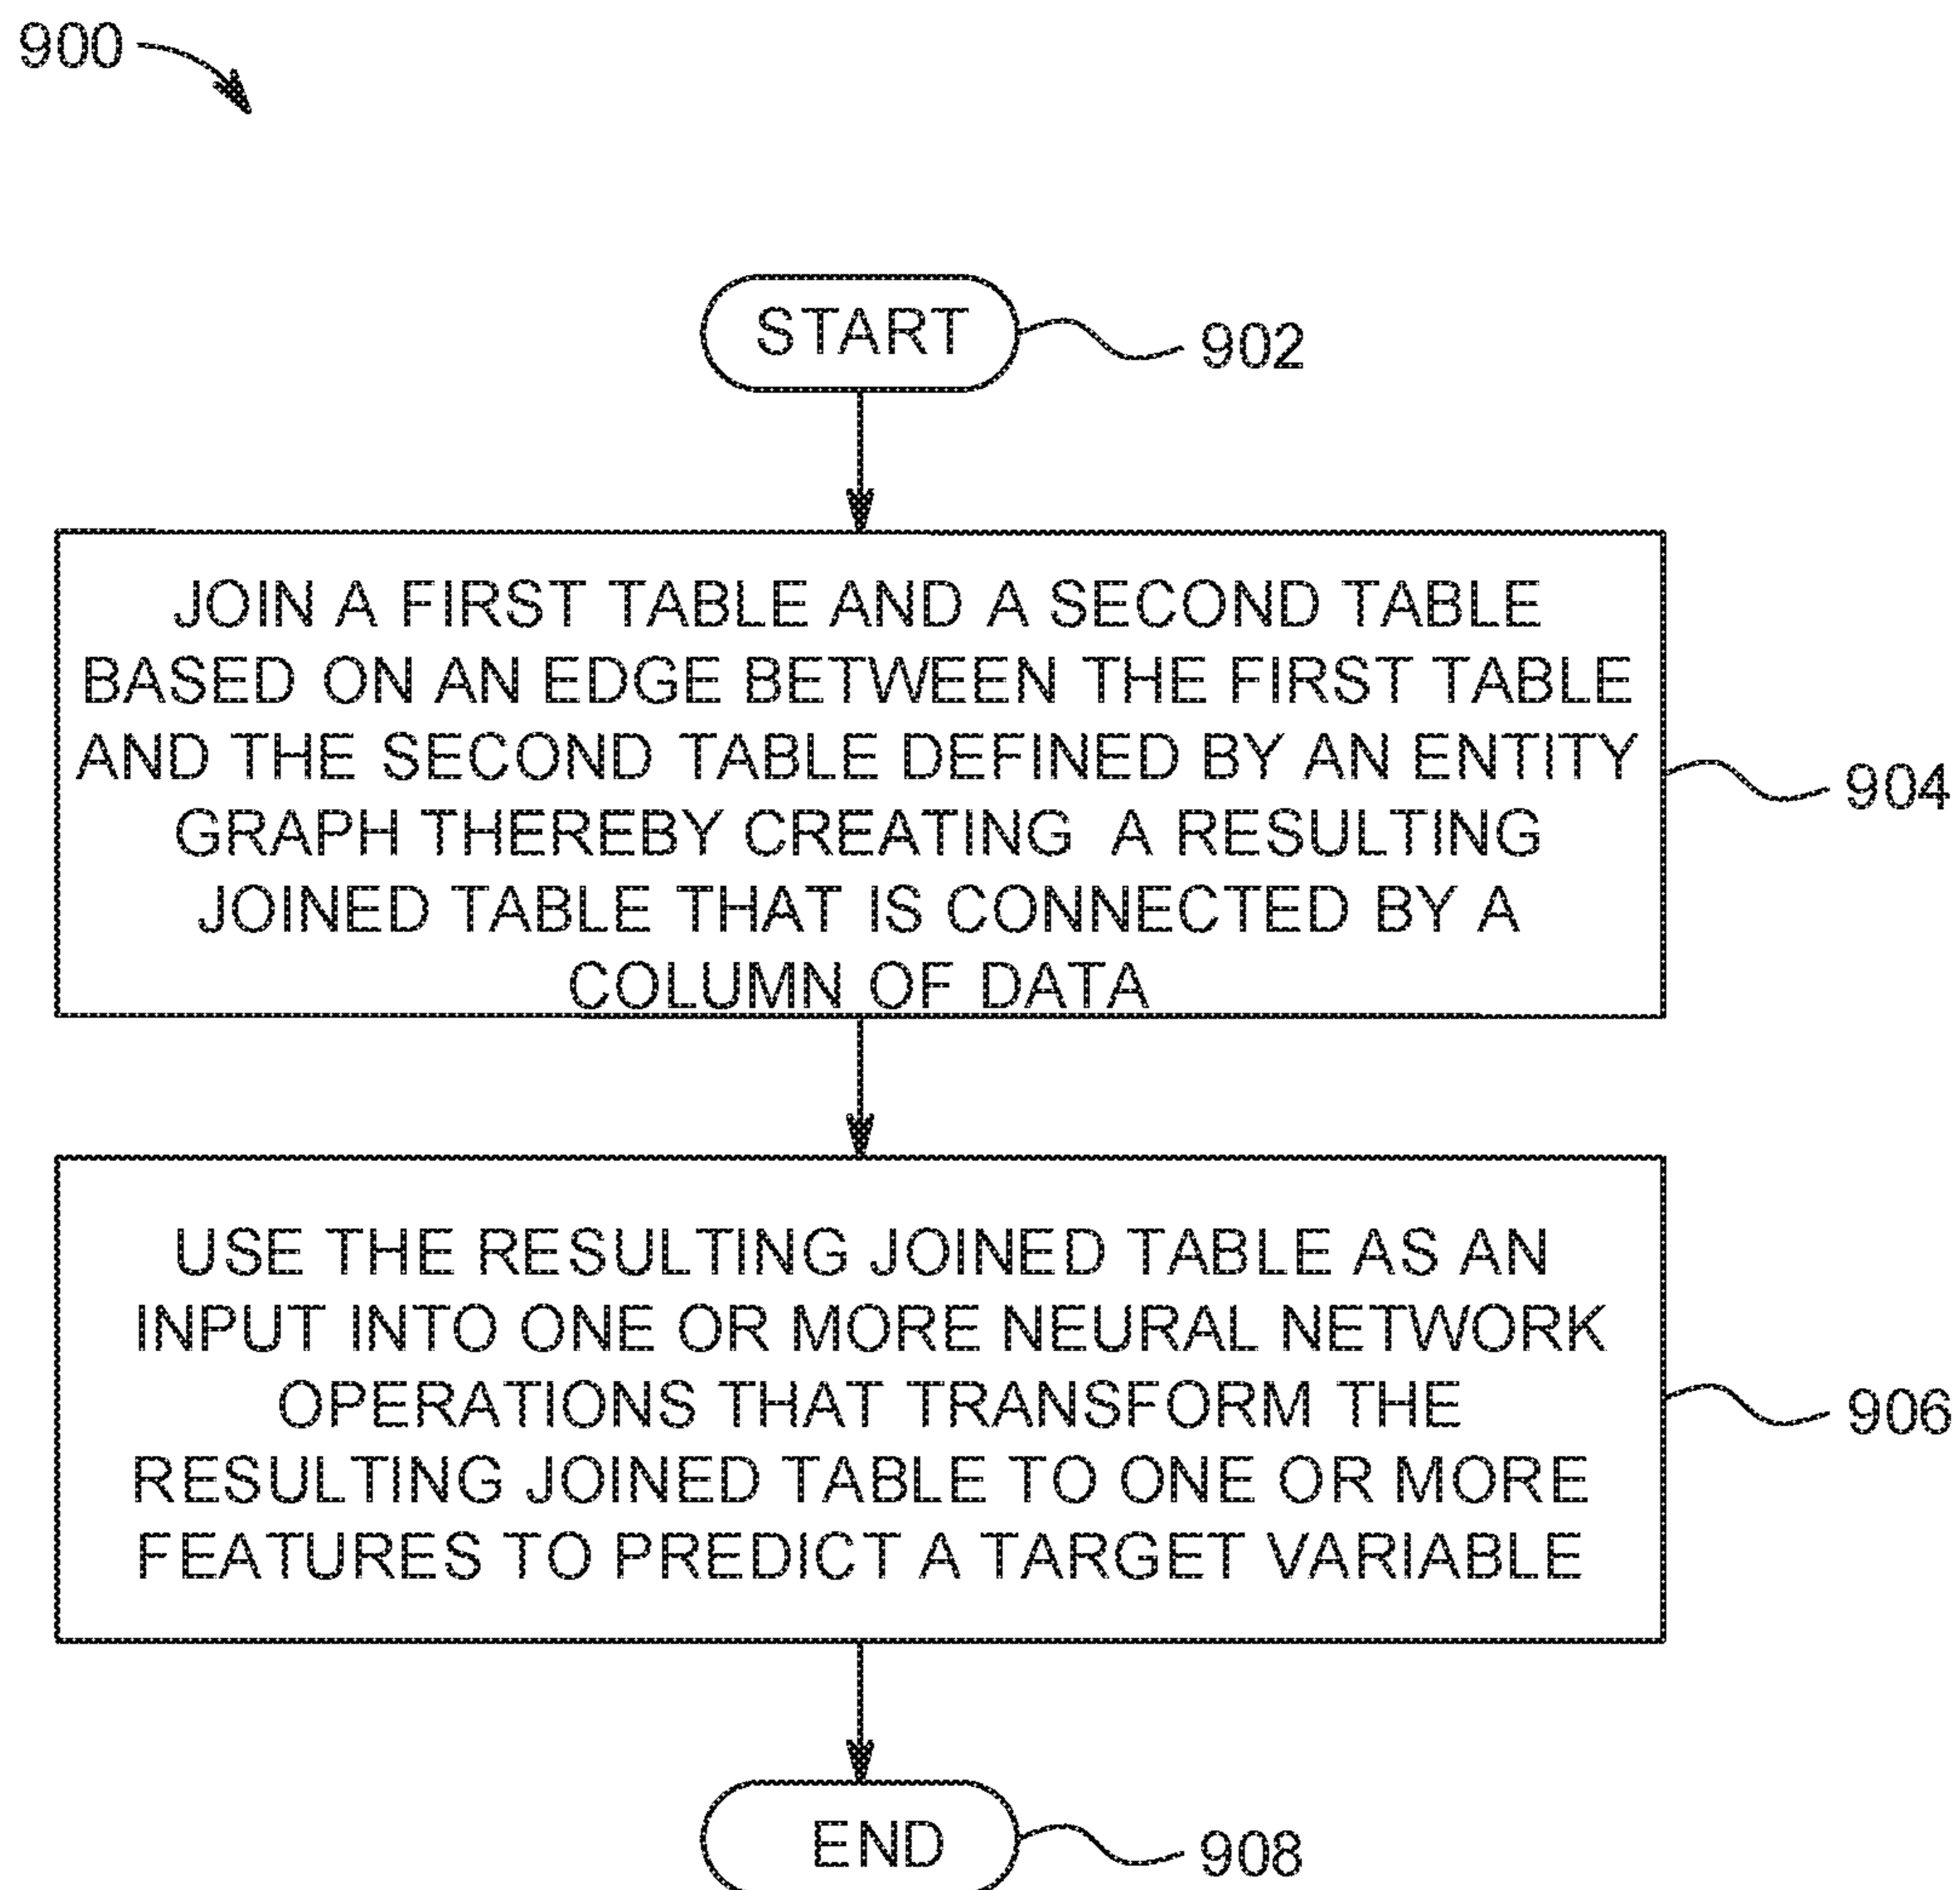 900
START
902
JOIN A FIRST TABLE AND A SECOND TABLE
BASED ON AN EDGE BETWEEN THE FIRST TABLE
AND THE SECOND TABLE DEFINED BY AN ENTITY
GRAPH THEREBY CREATING A RESULTING
JOINED TABLE THAT IS CONNECTED BY A
COLUMN OF DATA
904
USE THE RESULTING JOINED TABLE AS AN
INPUT INTO ONE OR MORE NEURAL NETWORK
OPERATIONS THAT TRANSFORM THE
RESULTING JOINED TABLE TO ONE OR MORE
FEATURES TO PREDICT A TARGET VARIABLE
906
END
908